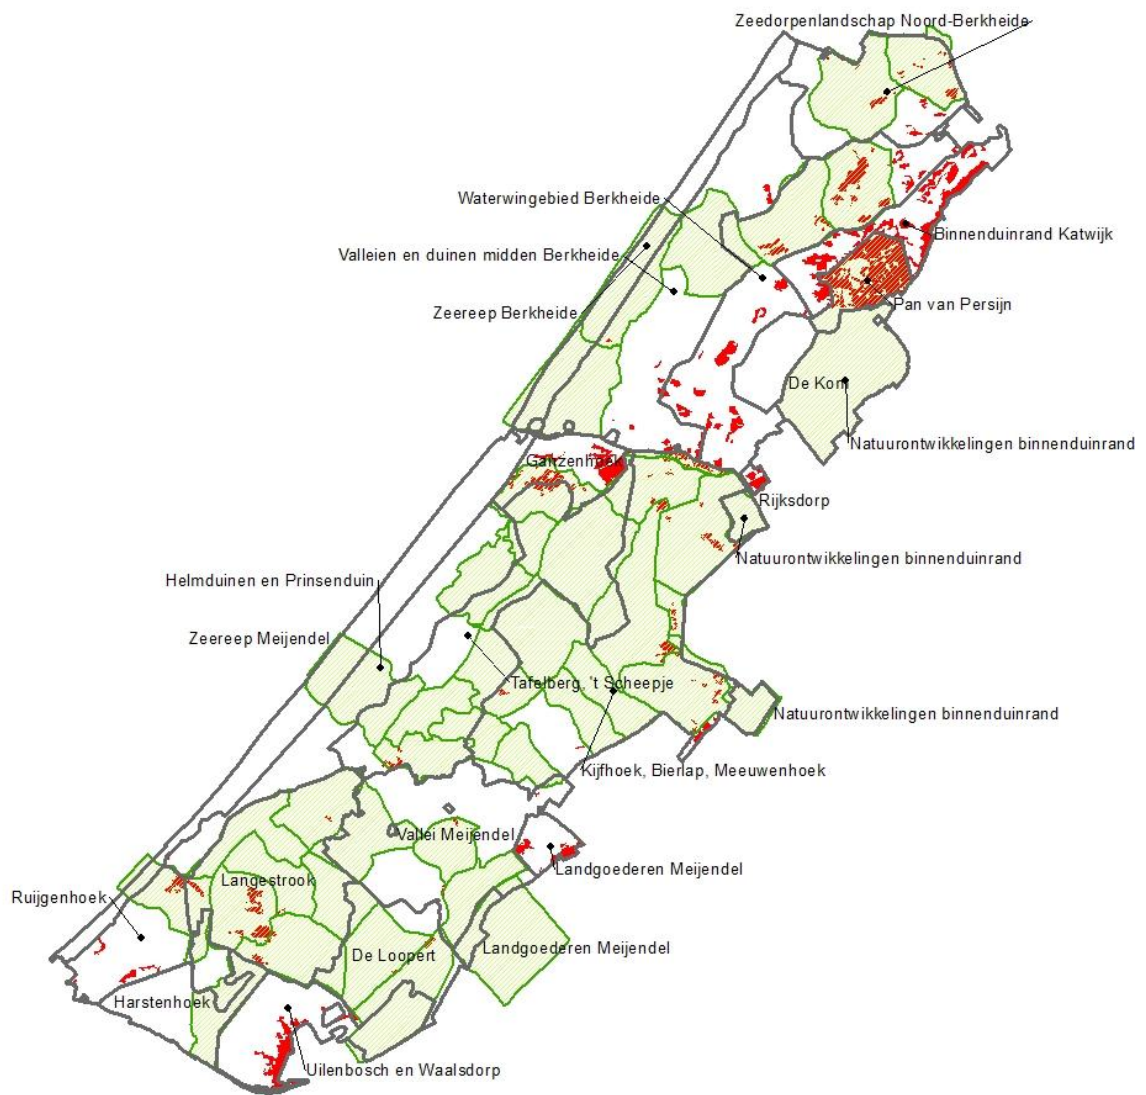 Zeedorpenlandschap Noord-Berkheide
Waterwingebied Berkheide
Binnenduinrand Katwijk
Valleien en duinen midden Berkheide
Pan van Persijn
Zeereep Berkheide
De Kom
Natuurontwikkelingen binnenduinrand
Ganzenhoek
Rijksdorp
Natuurontwikkelingen binnenduinrand
Helmduinen en Prinsenduin
Zeereep Meijendel
Tafelberg, 't Scheepje
Natuurontwikkelingen binnenduinrand
Kijfhoek, Bierlap, Meeuwenhoek
Vallei Meijendel
Landgoederen Meijendel
Langestrook
Ruijgenhoek
Landgoederen Meijendel
De Loopert
Harstenhoek
Uilenbosch en Waalsdorp